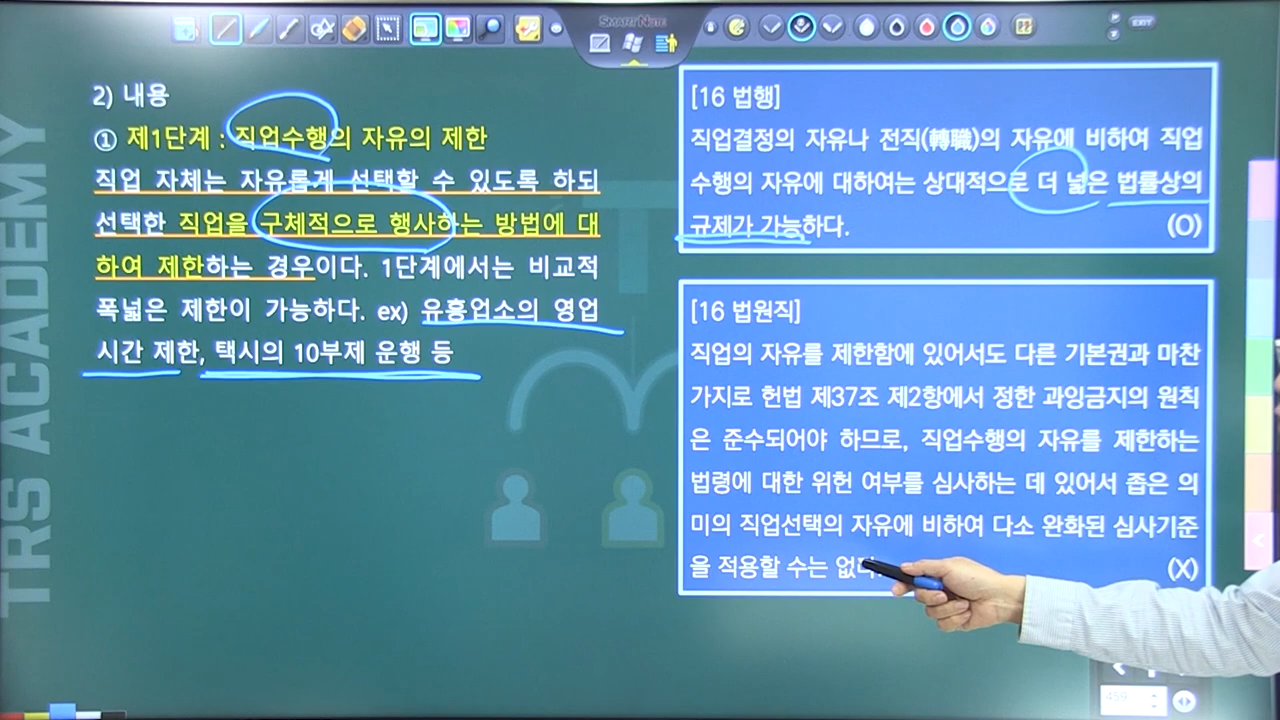 SMART NOTE
EXIT
2) 내용
① 제1단계 : 직업수행의 자유의 제한
직업 자체는 자유롭게 선택할 수 있도록 하되
선택한 직업을 구체적으로 행사하는 방법에 대
하여 제한하는 경우이다. 1단계에서는 비교적
폭넓은 제한이 가능하다. ex) 유흥업소의 영업
시간 제한, 택시의 10부제 운행 등
[16 법행]
직업결정의 자유나 전직(轉職)의 자유에 비하여 직업
수행의 자유에 대하여는 상대적으로 더 넓은 법률상의
규제가 가능하다. (O)
[16 법원직]
직업의 자유를 제한함에 있어서도 다른 기본권과 마찬
가지로 헌법 제37조 제2항에서 정한 과잉금지의 원칙
은 준수되어야 하므로, 직업수행의 자유를 제한하는
법령에 대한 위헌 여부를 심사하는 데 있어서 좁은 의
미의 직업선택의 자유에 비하여 다소 완화된 심사기준
을 적용할 수는 없다. (X)
TRS ACADEMY
459